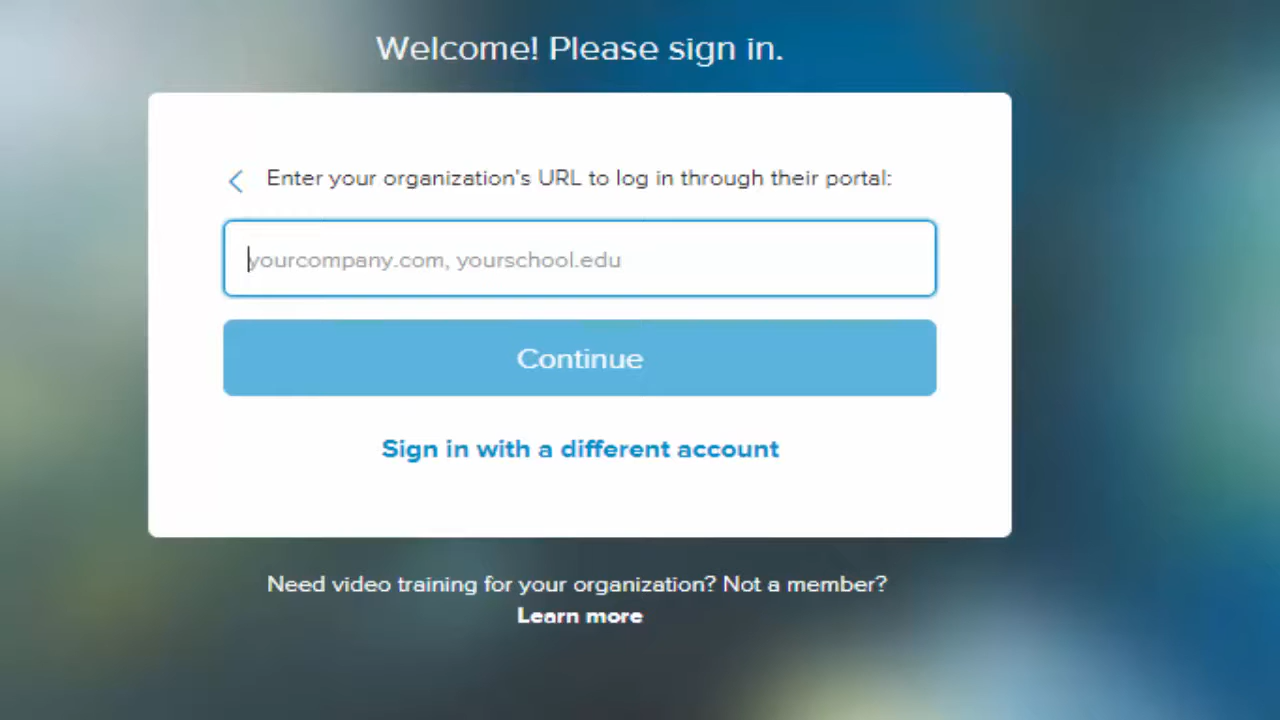 Welcome! Please sign in.
Enter your organization's URL to log in through their portal:
yourcompany.com, yourschool.edu
Continue
Sign in with a different account
Need video training for your organization? Not a member?
Learn more